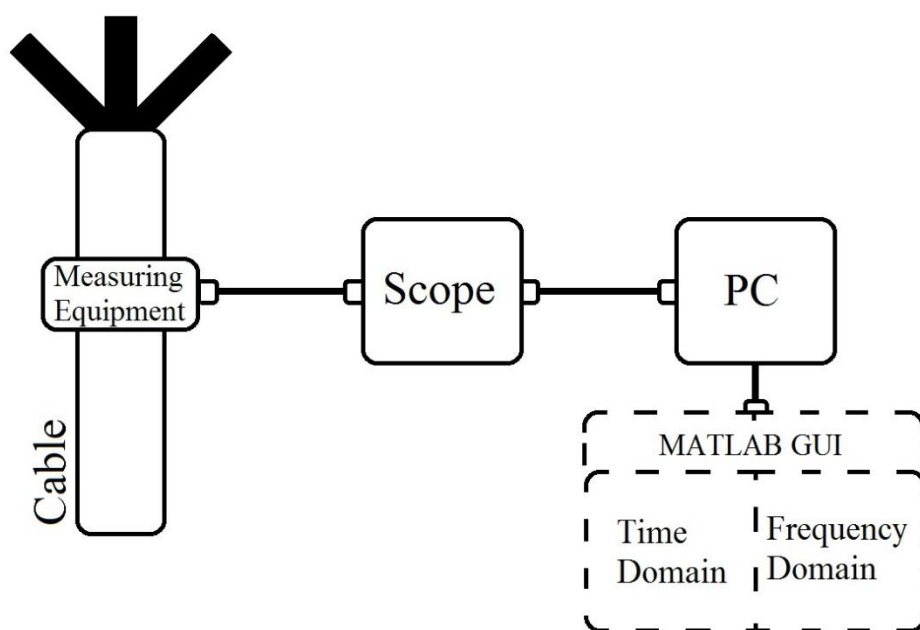 Measuring
Equipment
Scope
PC
Cable
MATLAB GUI
Time
Domain
Frequency
Domain